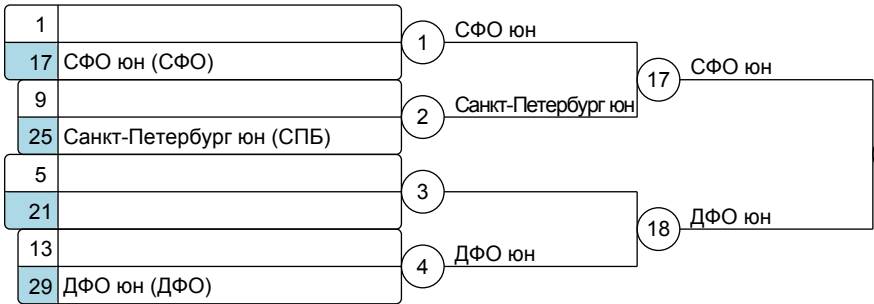 1
17 СФО юн (СФО)
1
СФО юн
9
25 Санкт-Петербург юн (СПБ)
2
Санкт-Петербург юн
17
СФО юн
5
21
3
13
29 ДФО юн (ДФО)
4
ДФО юн
18
ДФО юн